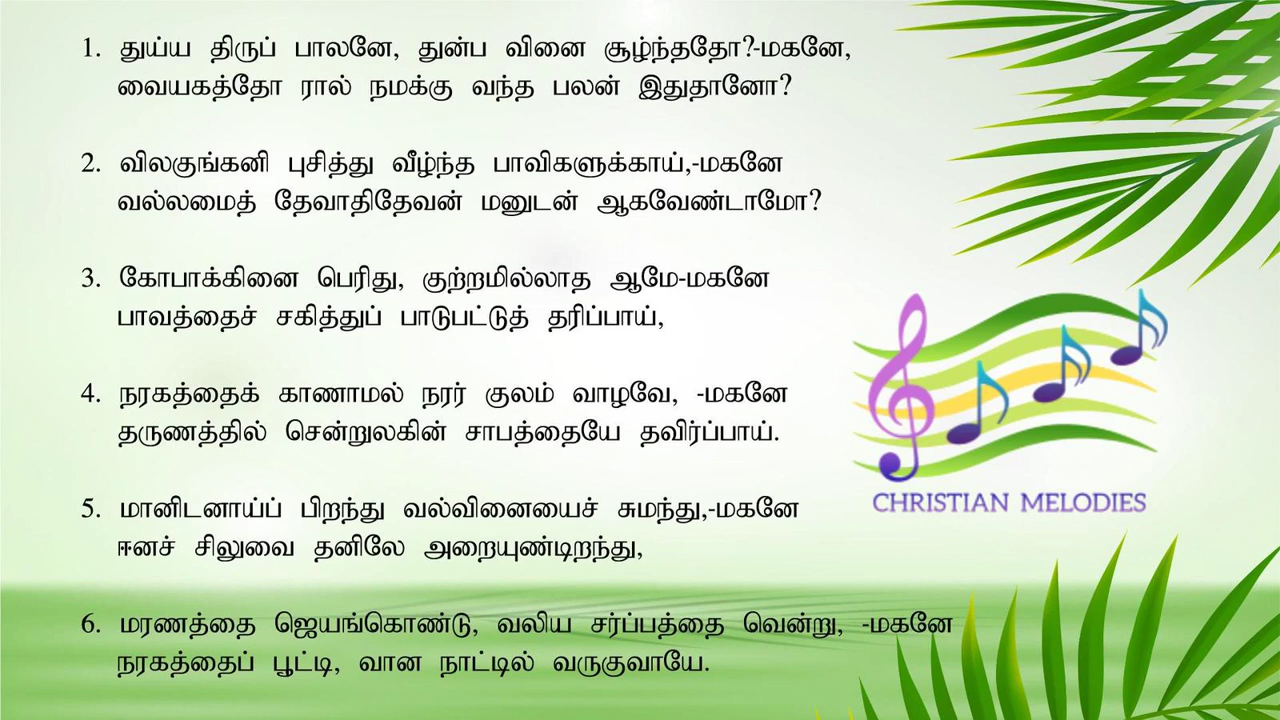 1. துய்ய திருப் பாலனே, துன்ப வினை சூழ்ந்ததோ?-மகனே,
வையகத்தோ ரால் நமக்கு வந்த பலன் இதுதானோ?
2. விலகுங்கனி புசித்து வீழ்ந்த பாவிகளுக்காய்,-மகனே
வல்லமைத் தேவாதிதேவன் மனுடன் ஆகவேண்டாமோ?
3. கோபாக்கினை பெரிது, குற்றமில்லாத ஆமே-மகனே
பாவத்தைச் சகித்துப் பாடுபட்டுத் தரிப்பாய்,
4. நரகத்தைக் காணாமல் நரர் குலம் வாழவே, -மகனே
தருணத்தில் சென்றுலகின் சாபத்தையே தவிர்ப்பாய்.
5. மானிடனாய்ப் பிறந்து வல்வினையைச் சுமந்து,-மகனே
ஈனச் சிலுவை தனிலே அறையுண்டிறந்து,
6. மரணத்தை ஜெயங்கொண்டு, வலிய சர்ப்பத்தை வென்று, -மகனே
நரகத்தைப் பூட்டி, வான நாட்டில் வருகுவாயே.
CHRISTIAN MELODIES